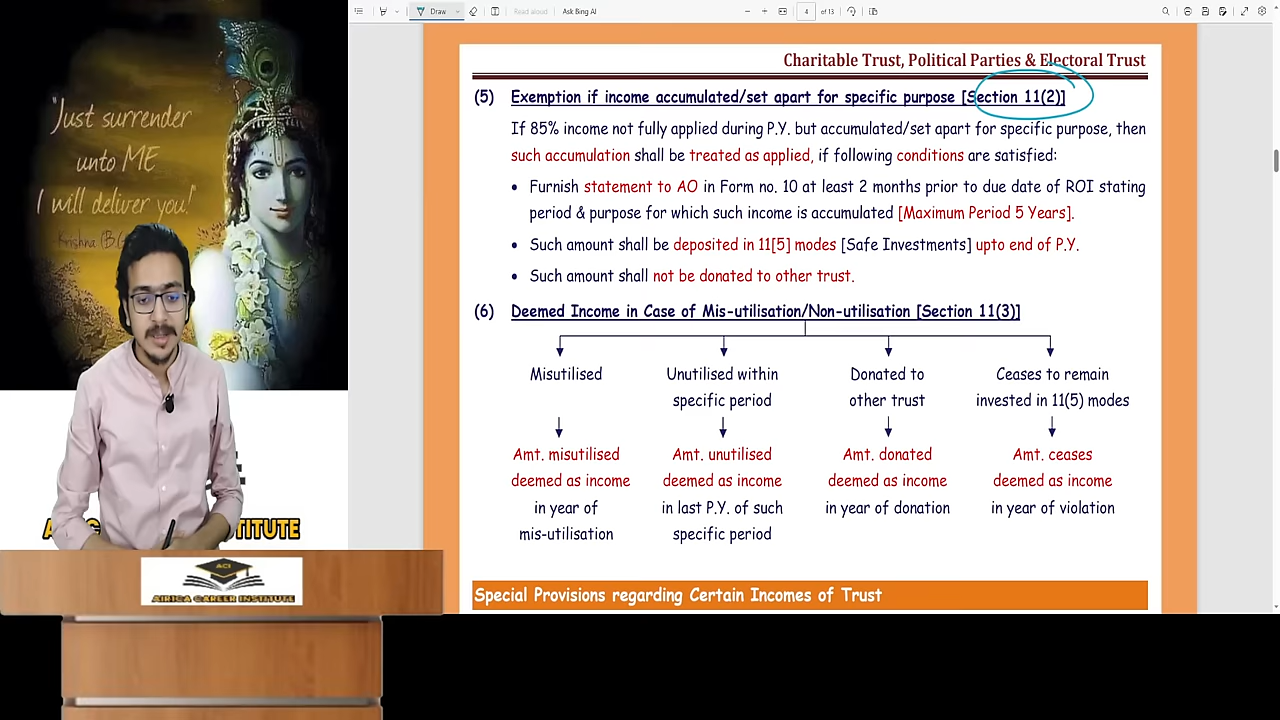 Draw
Read aloud
Ask Bing AI
4 of 13
"Just surrender
unto ME
I will deliver you!"
- Krishna (B.G
Charitable Trust, Political Parties & Electoral Trust
(5) Exemption if income accumulated/set apart for specific purpose [Section 11(2)]
If 85% income not fully applied during P.Y. but accumulated/set apart for specific purpose, then
such accumulation shall be treated as applied, if following conditions are satisfied:
• Furnish statement to AO in Form no. 10 at least 2 months prior to due date of ROI stating
period & purpose for which such income is accumulated [Maximum Period 5 Years].
• Such amount shall be deposited in 11[5] modes [Safe Investments] upto end of P.Y.
• Such amount shall not be donated to other trust.
(6) Deemed Income in Case of Mis-utilisation/Non-utilisation [Section 11(3)]
Misutilised
Amt. misutilised
deemed as income
in year of
mis-utilisation
Unutilised within
specific period
Amt. unutilised
deemed as income
in last P.Y. of such
specific period
Donated to
other trust
Amt. donated
deemed as income
in year of donation
Ceases to remain
invested in 11(5) modes
Amt. ceases
deemed as income
in year of violation
Special Provisions regarding Certain Incomes of Trust
ACI
AIRICA CAREER INSTITUTE